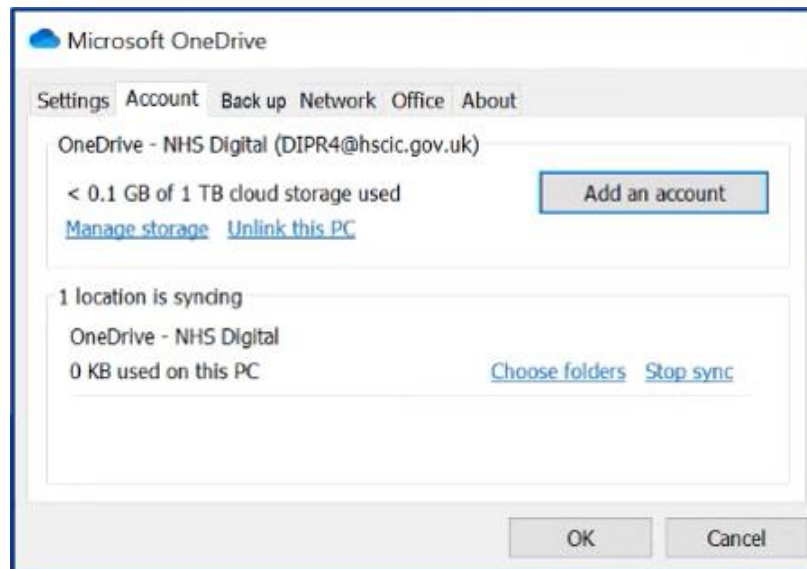 Microsoft OneDrive
Settings Account Back up Network Office About
OneDrive - NHS Digital (DIPR4@hscic.gov.uk)
< 0.1 GB of 1 TB cloud storage used Add an account
Manage storage Unlink this PC
1 location is syncing
OneDrive - NHS Digital
0 KB used on this PC Choose folders Stop sync
OK Cancel